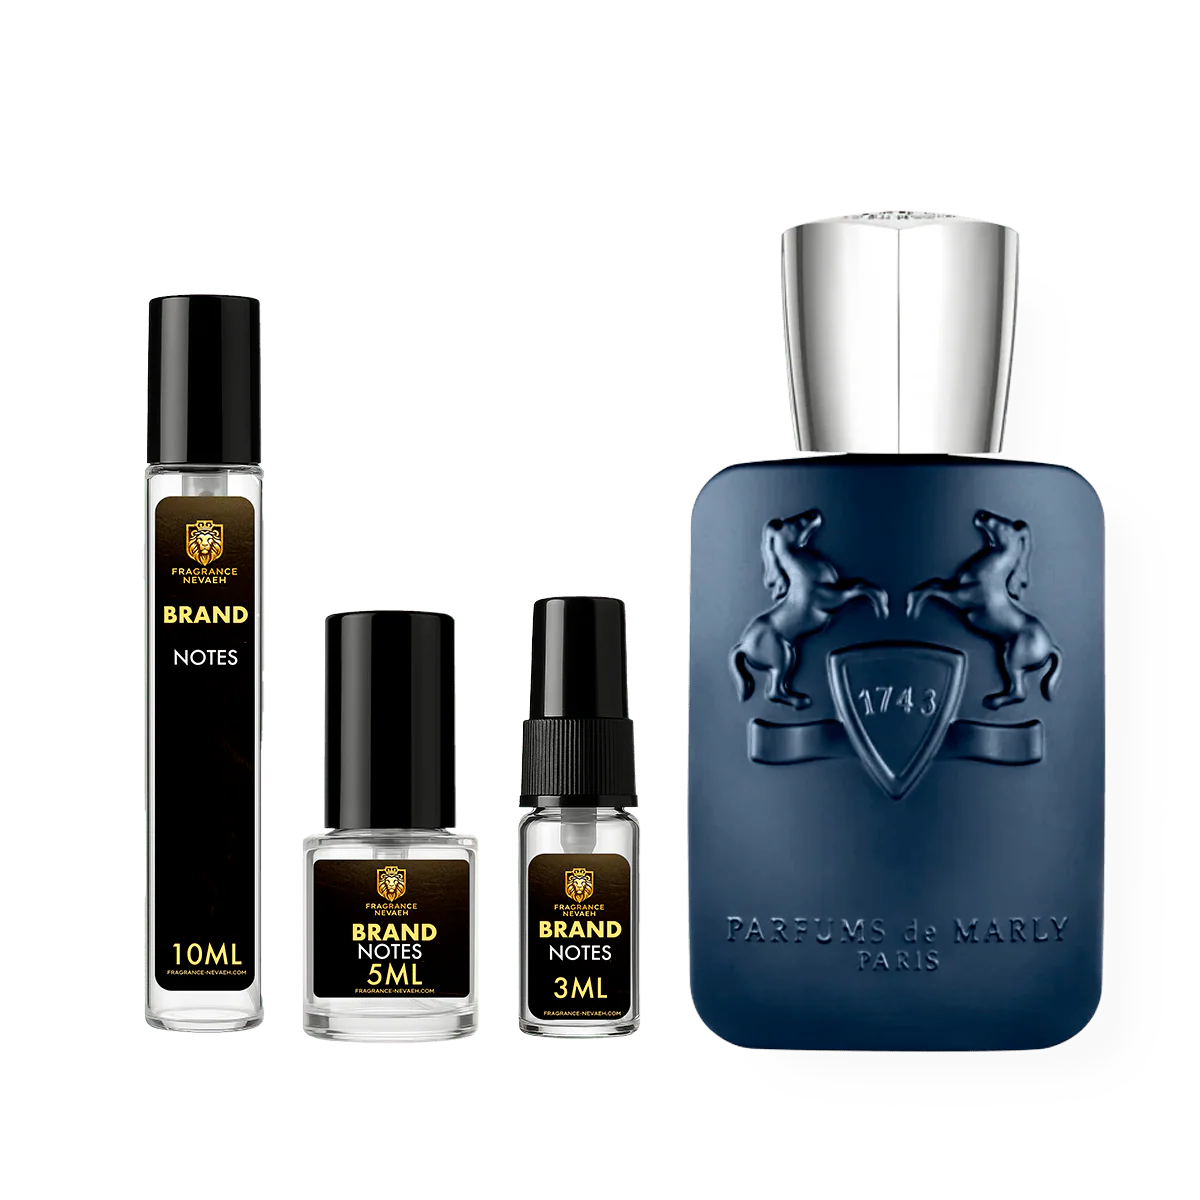 FRAGRANCE
NEVAEH
BRAND
NOTES
10ML
FRAGRANCE-NEVAEH.COM
FRAGRANCE
NEVAEH
BRAND
NOTES
5ML
FRAGRANCE-NEVAEH.COM
FRAGRANCE
NEVAEH
BRAND
NOTES
3ML
FRAGRANCE-NEVAEH.COM
1743
PARFUMS de MARLY
PARIS